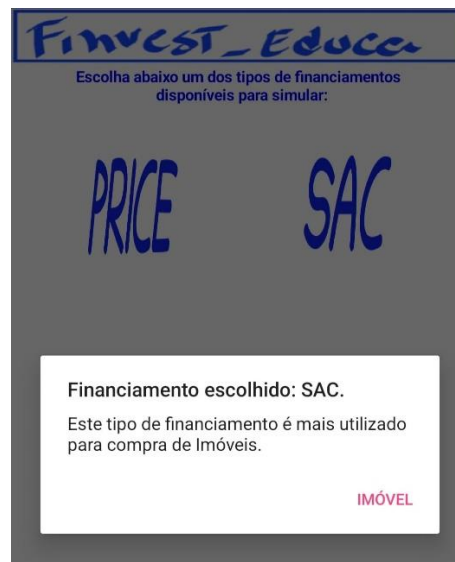 Finvest_Educa
Escolha abaixo um dos tipos de financiamentos
disponíveis para simular:
PRICE SAC
Financiamento escolhido: SAC.
Este tipo de financiamento é mais utilizado
para compra de Imóveis.
IMÓVEL